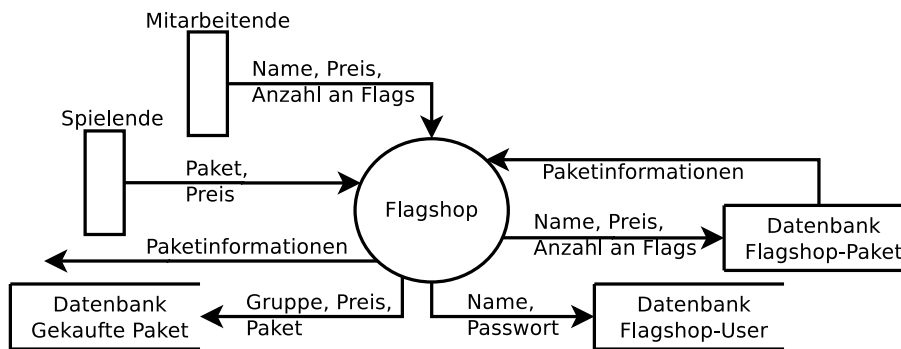 Mitarbeitende
Name, Preis,
Anzahl an Flags
Spielende
Paket,
Preis
Flagshop
Paketinformationen
Name, Preis,
Anzahl an Flags
Datenbank
Flagshop-Paket
Paketinformationen
Datenbank
Gekaufte Paket
Gruppe, Preis,
Paket
Name,
Passwort
Datenbank
Flagshop-User